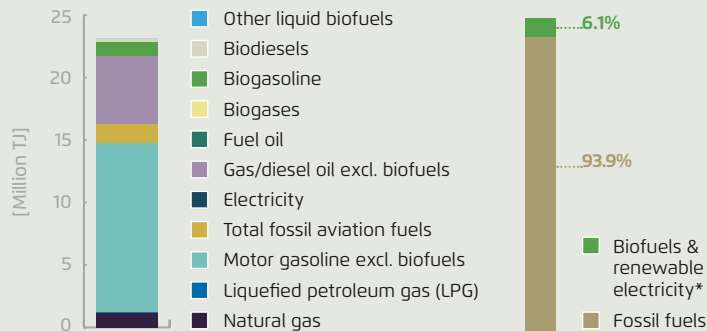 [Million TJ]
25
20
15
10
5
0
Other liquid biofuels
Biodiesels
Biogasoline
Biogases
Fuel oil
Gas/diesel oil excl. biofuels
Electricity
Total fossil aviation fuels
Motor gasoline excl. biofuels
Liquefied petroleum gas (LPG)
Natural gas
6.1%
93.9%
Biofuels &
renewable
electricity*
Fossil fuels